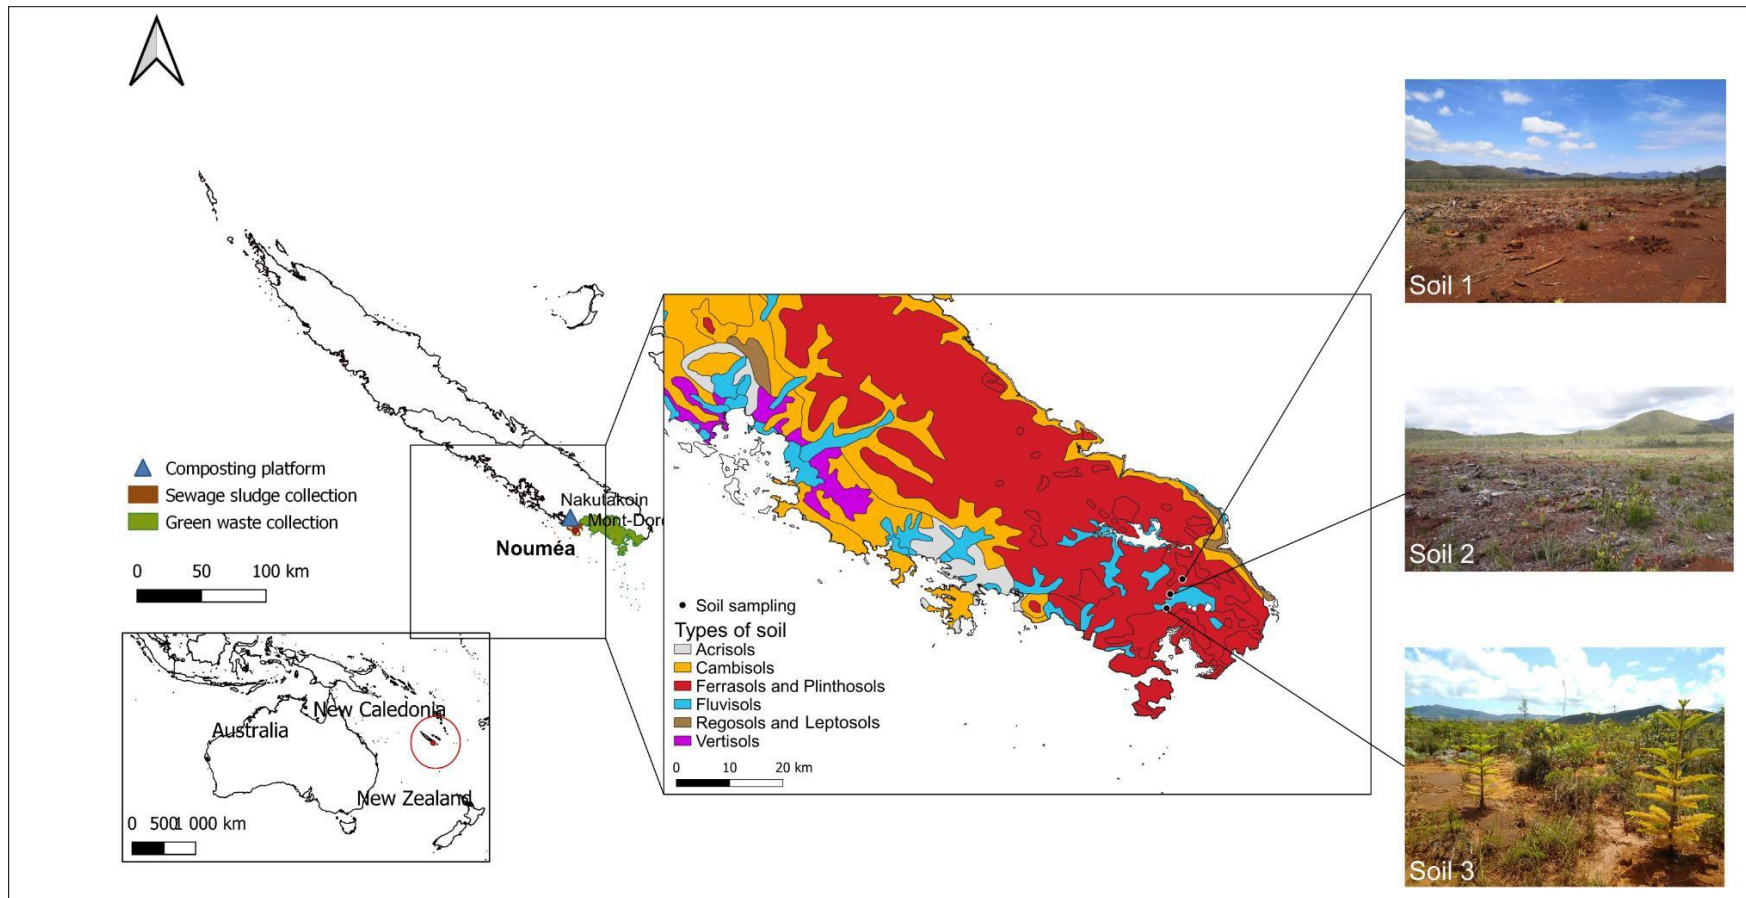 Composting platform
Sewage sludge collection
Green waste collection
0 50 100 km
Nakutakoin
Mont-Dor
Nouméa
New Caledonia
Australia
New Zealand
0 500 1 000 km
Soil sampling
Types of soil
Acrisols
Cambisols
Ferrasols and Plinthosols
Fluvisols
Regosols and Leptosols
Vertisols
0 10 20 km
Soil 1
Soil 2
Soil 3